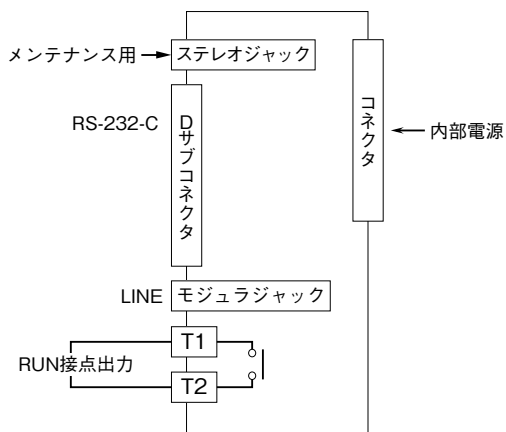 メンテナンス用
ステレオジャック
RS-232-C
Dサブコネクタ
コネクタ
内部電源
LINE
モジュラジャック
T1
RUN接点出力
T2